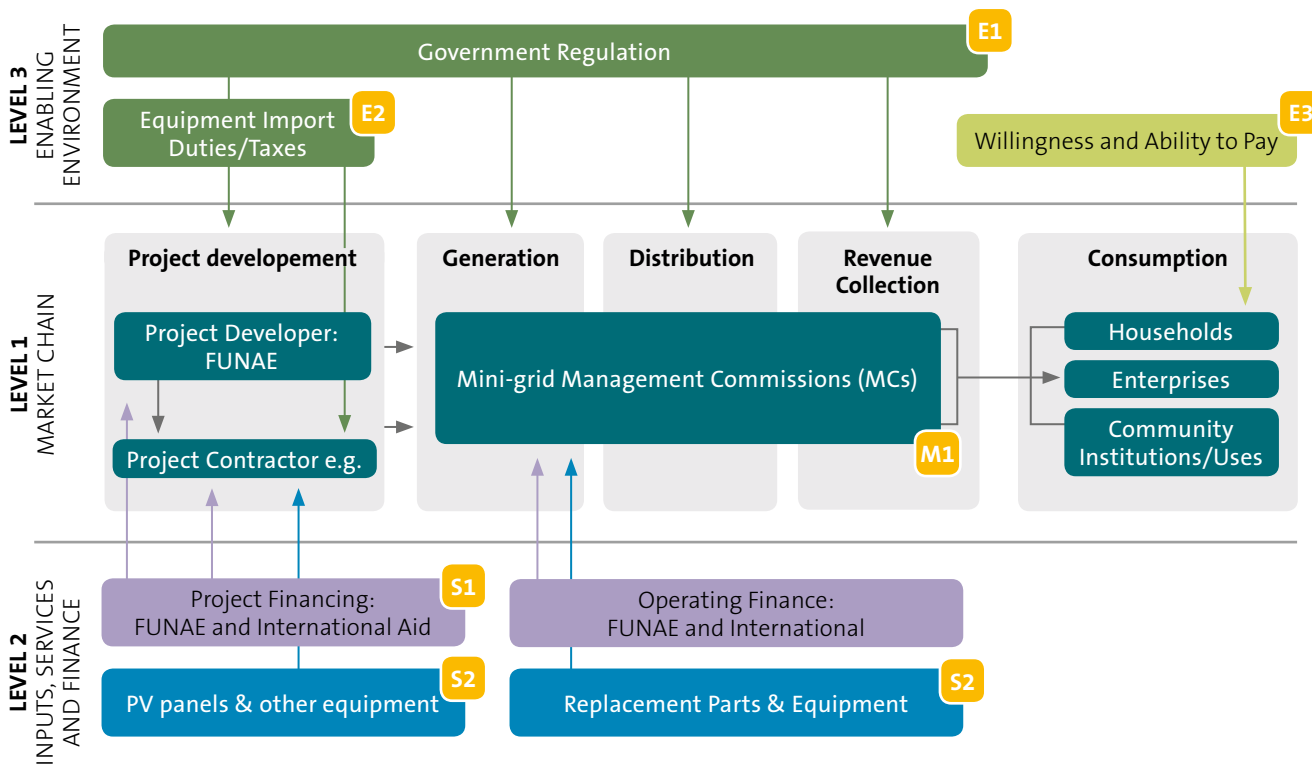 LEVEL 3
ENABLING
ENVIRONMENT
Government Regulation
E1
Equipment Import
Duties/Taxes
E2
Willingness and Ability to Pay
E3
LEVEL 1
MARKET CHAIN
Project developement
Generation
Distribution
Revenue
Collection
Consumption
Project Developer:
FUNAE
Project Contractor e.g.
Mini-grid Management Commissions (MCs)
M1
Households
Enterprises
Community
Institutions/Uses
LEVEL 2
INPUTS, SERVICES
AND FINANCE
Project Financing:
FUNAE and International Aid
S1
Operating Finance:
FUNAE and International
PV panels & other equipment
S2
Replacement Parts & Equipment
S2